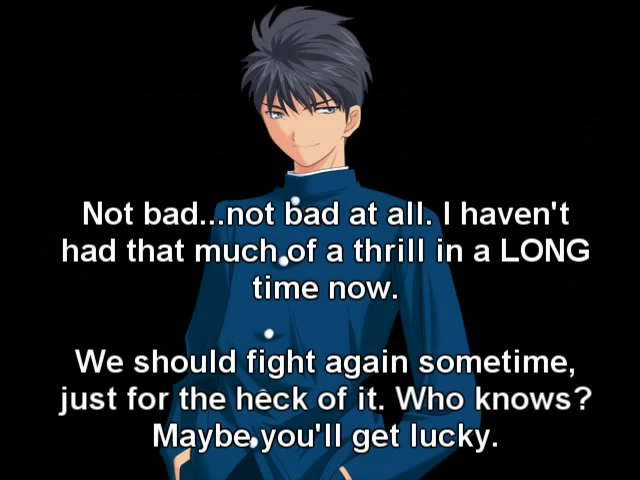 Not bad...not bad at all. I haven't
had that much of a thrill in a LONG
time now.
We should fight again sometime,
just for the heck of it. Who knows?
Maybe you'll get lucky.